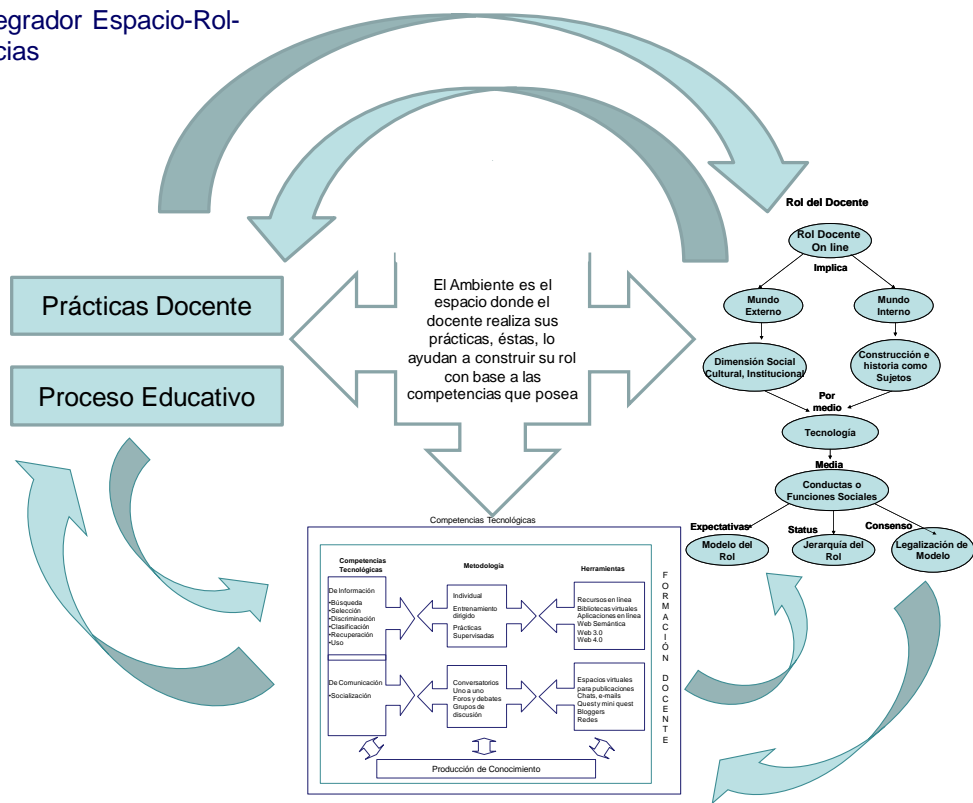 egrador Espacio-Rol-
cias
Rol del Docente
Rol Docente
On line
Implica
Mundo
Externo
Mundo
Interno
Dimensión Social
Cultural, Institucional
Construcción e
historia como
Sujetos
Por
medio
Tecnología
Media
Conductas o
Funciones Sociales
Expectativas
Status
Consenso
Modelo del
Rol
Jerarquía del
Rol
Legalización de
Modelo
Prácticas Docente
Proceso Educativo
El Ambiente es el
espacio donde el
docente realiza sus
prácticas, éstas, lo
ayudan a construir su rol
con base a las
competencias que posea
Competencias Tecnológicas
Competencias
Tecnológicas
Metodología
Herramientas
De Información
•Búsqueda
•Selección
•Discriminación
•Clasificación
•Recuperación
•Uso
Individual
Entrenamiento
dirigido
Prácticas
Supervisadas
Recursos en línea
Bibliotecas virtuales
Aplicaciones en línea
Web Semántica
Web 3.0
Web 4.0
De Comunicación
•Socialización
Conversatorios
Uno a uno
Foros y debates
Grupos de
discusión
Espacios virtuales
para publicaciones
Chats, e-mails
Quest y mini quest
Bloggers
Redes
Producción de Conocimiento
FORMACIÓN DOCENTE